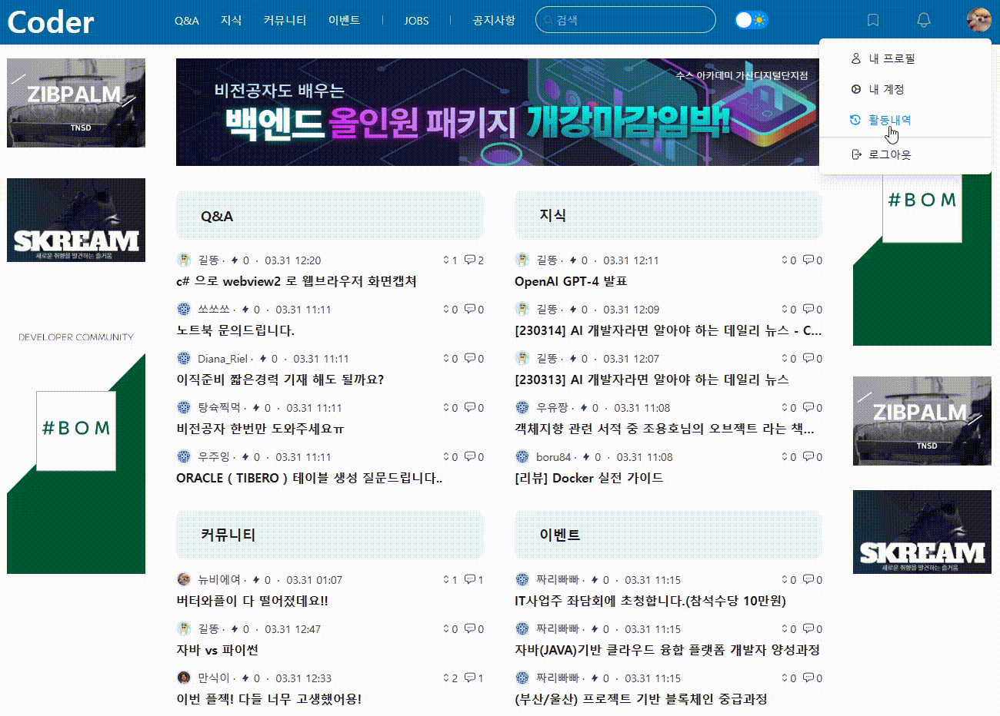 Coder
Q&A 지식 커뮤니티 이벤트 | JOBS | 공지사항 검색
내 프로필
내 계정
활동내역
로그아웃
ZIBPALM
TNSD
SKREAM
새로운 취향을 발견하는 즐거움
DEVELOPER COMMUNITY
#BOM
수스 아카데미 가산디지털단지점
비전공자도 배우는
백엔드 올인원 패키지 개강마감임박!
Q&A
길똥 · 0 · 03.31 12:20 1 2
c# 으로 webview2 로 웹브라우저 화면캡쳐
쏘쏘쏘 · 0 · 03.31 11:11 0 0
노트북 문의드립니다.
Diana_Riel · 0 · 03.31 11:11 0 0
이직준비 짧은경력 기재 해도 될까요?
탕슉찍먹 · 0 · 03.31 11:11 0 0
비전공자 한번만 도와주세요ㅠ
우주잉 · 0 · 03.31 11:11 0 0
ORACLE ( TIBERO ) 테이블 생성 질문드립니다..
지식
길똥 · 0 · 03.31 12:11 0 0
OpenAI GPT-4 발표
길똥 · 0 · 03.31 12:09 0 0
[230314] AI 개발자라면 알아야 하는 데일리 뉴스 - C...
길똥 · 0 · 03.31 12:07 0 0
[230313] AI 개발자라면 알아야 하는 데일리 뉴스
우유짱 · 0 · 03.31 11:08 0 0
객체지향 관련 서적 중 조용호님의 오브젝트 라는 책...
boru84 · 0 · 03.31 11:08 0 0
[리뷰] Docker 실전 가이드
커뮤니티
뉴비에여 · 0 · 03.31 01:07 1 1
버터와플이 다 떨어졌데요!!
길똥 · 0 · 03.31 12:47 0 0
자바 vs 파이썬
만식이 · 0 · 03.31 12:33 2 1
이번 플젝! 다들 너무 고생했어용!
이벤트
짜리빠빠 · 0 · 03.31 11:15 0 0
IT사업주 좌담회에 초청합니다.(참석수당 10만원)
짜리빠빠 · 0 · 03.31 11:15 0 0
자바(JAVA)기반 클라우드 융합 플랫폼 개발자 양성과정
짜리빠빠 · 0 · 03.31 11:15 0 0
(부산/울산) 프로젝트 기반 블록체인 중급과정
#BOM
ZIBPALM
TNSD
SKREAM
새로운 취향을 발견하는 즐거움